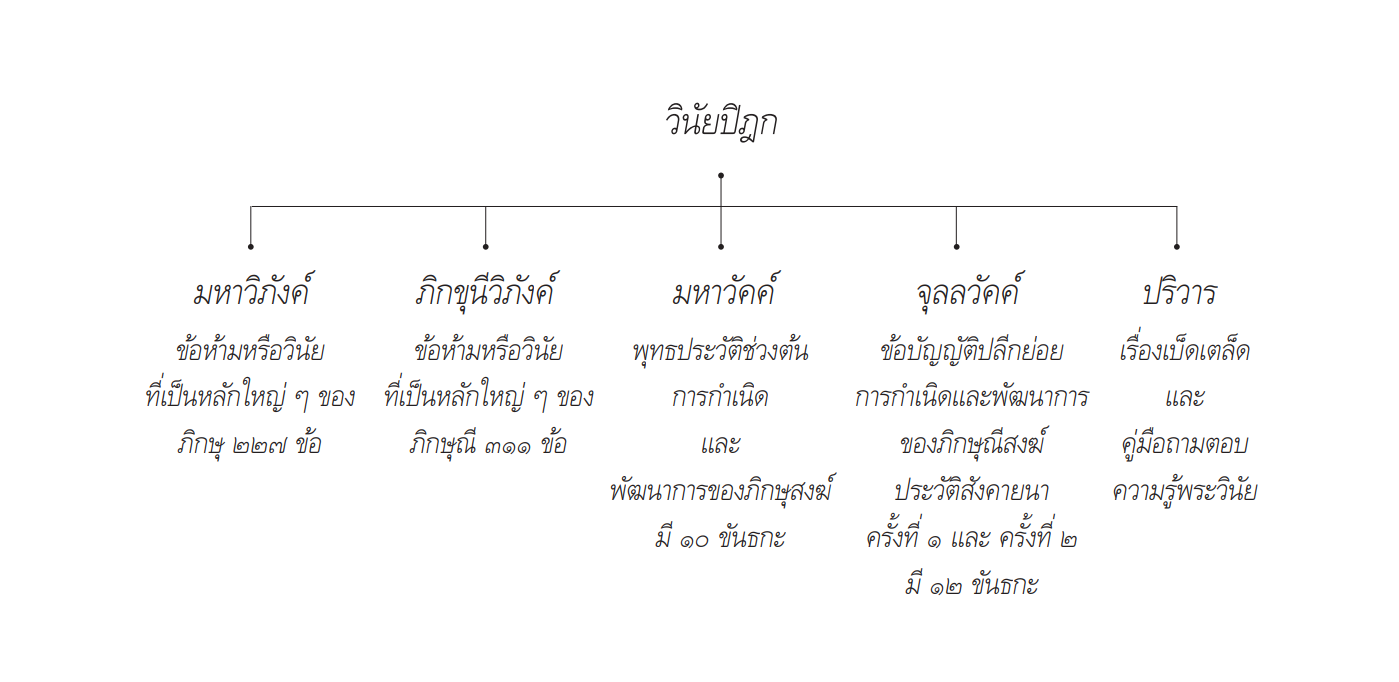 วินัยปิฎก
มหาวิภังค์
ข้อห้ามหรือวินัย
ที่เป็นหลักใหญ่ ๆ ของ
ภิกษุ ๒๒๗ ข้อ
ภิกขุนีวิภังค์
ข้อห้ามหรือวินัย
ที่เป็นหลักใหญ่ ๆ ของ
ภิกษุณี ๓๑๑ ข้อ
มหาวัคค์
พุทธประวัติช่วงต้น
การกำเนิด
และ
พัฒนาการของภิกษุสงฆ์
มี ๑๐ ขันธกะ
จุลลวัคค์
ข้อบัญญัติปลีกย่อย
การกำเนิดและพัฒนาการ
ของภิกษุณีสงฆ์
ประวัติสังคายนา
ครั้งที่ ๑ และ ครั้งที่ ๒
มี ๑๒ ขันธกะ
ปริวาร
เรื่องเบ็ดเตล็ด
และ
คู่มือถามตอบ
ความรู้พระวินัย